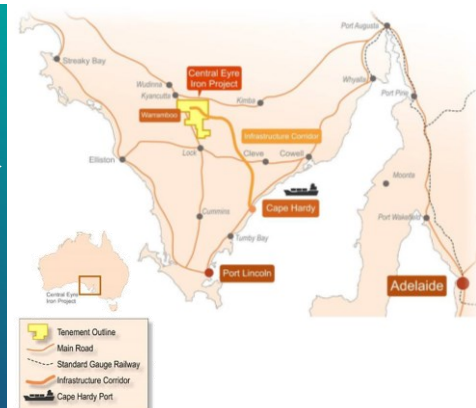 Port Augusta
Streaky Bay
Central Eyre
Iron Project
Wudinna
Kyancutta
Whyalla
Kimba
Port Pirie
Warramboo
Infrastructure Corridor
Elliston
Lock
Cleve
Cowell
Moonta
Cape Hardy
Cummins
Port Wakefield
Tumby Bay
Port Lincoln
Adelaide
Central Eyre
Iron Project
Tenement Outline
Main Road
Standard Gauge Railway
Infrastructure Corridor
Cape Hardy Port